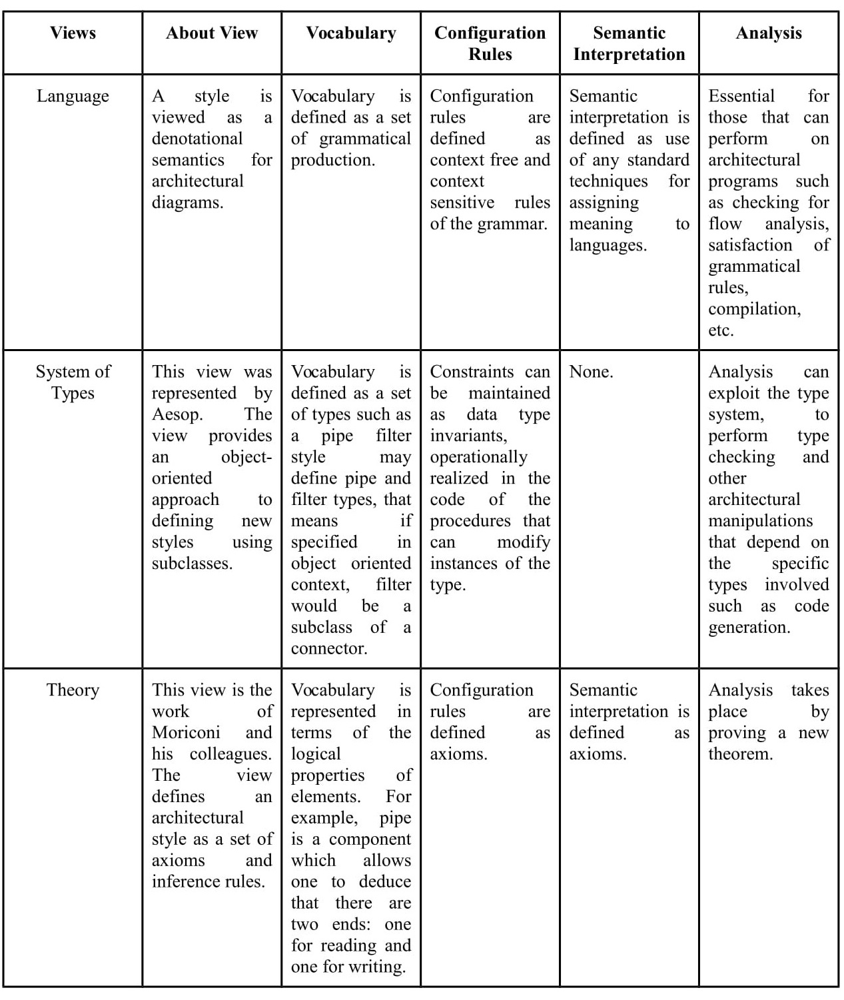 Views
About View
Vocabulary
Configuration
Rules
Semantic
Interpretation
Analysis
Language
A style is
viewed as a
denotational
semantics for
architectural
diagrams.
Vocabulary is
defined as a set
of grammatical
production.
Configuration
rules are
defined as
context free and
context
sensitive rules
of the grammar.
Semantic
interpretation is
defined as use
of any standard
techniques for
assigning
meaning to
languages.
Essential for
those that can
perform on
architectural
programs such
as checking for
flow analysis,
satisfaction of
grammatical
rules,
compilation,
etc.
System of
Types
This view was
represented by
Aesop. The
view provides
an object-
oriented
approach to
defining new
styles using
subclasses.
Vocabulary is
defined as a set
of types such as
a pipe filter
style may
define pipe and
filter types, that
means if
specified in
object oriented
context, filter
would be a
subclass of a
connector.
Constraints can
be maintained
as data type
invariants,
operationally
realized in the
code of the
procedures that
can modify
instances of the
type.
None.
Analysis can
exploit the type
system, to
perform type
checking and
other
architectural
manipulations
that depend on
the specific
types involved
such as code
generation.
Theory
This view is the
work of
Moriconi and
his colleagues.
The view
defines an
architectural
style as a set of
axioms and
inference rules.
Vocabulary is
represented in
terms of the
logical
properties of
elements. For
example, pipe
is a component
which allows
one to deduce
that there are
two ends: one
for reading and
one for writing.
Configuration
rules are
defined as
axioms.
Semantic
interpretation is
defined as
axioms.
Analysis takes
place by
proving a new
theorem.